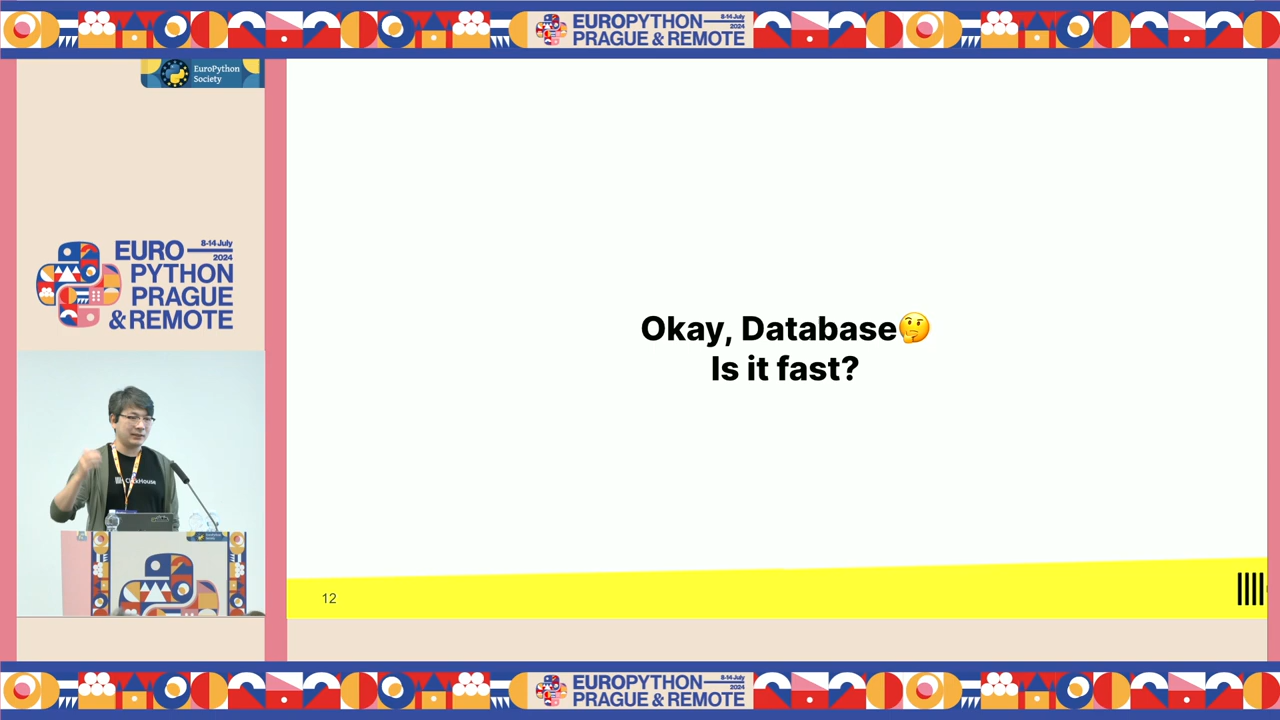 EUROPYTHON
8-14 July
2024
PRAGUE & REMOTE
EuroPython
Society
EURO
8-14 July
2024
PYTHON
PRAGUE
& REMOTE
ClickHouse
Okay, Database🤔
Is it fast?
12
EUROPYTHON
8-14 July
2024
PRAGUE & REMOTE